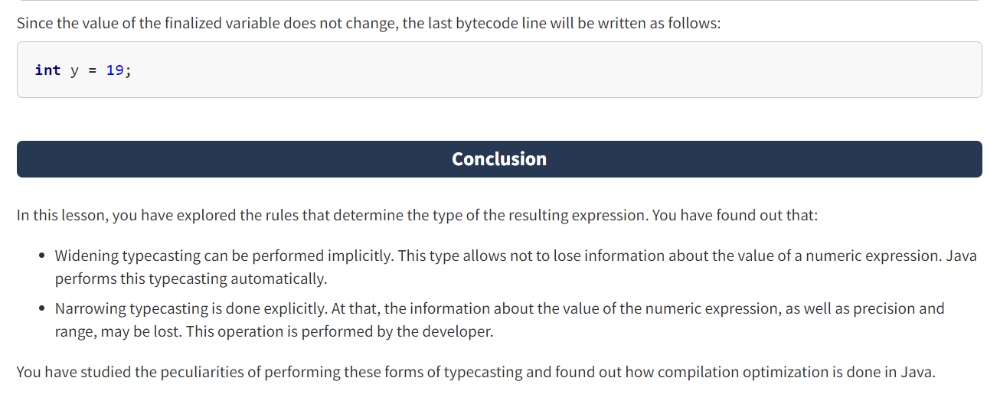 Since the value of the finalized variable does not change, the last bytecode line will be written as follows:
int y = 19;
Conclusion
In this lesson, you have explored the rules that determine the type of the resulting expression. You have found out that:
• Widening typecasting can be performed implicitly. This type allows not to lose information about the value of a numeric expression. Java
performs this typecasting automatically.
• Narrowing typecasting is done explicitly. At that, the information about the value of the numeric expression, as well as precision and
range, may be lost. This operation is performed by the developer.
You have studied the peculiarities of performing these forms of typecasting and found out how compilation optimization is done in Java.